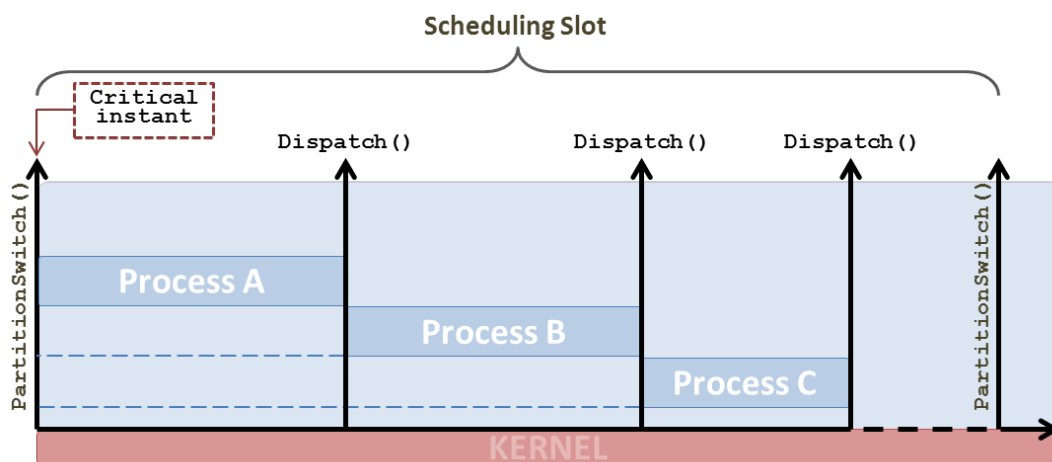 Scheduling Slot
Critical
instant
Dispatch()
Dispatch()
Dispatch()
PartitionSwitch()
PartitionSwitch()
Process A
Process B
Process C
KERNEL